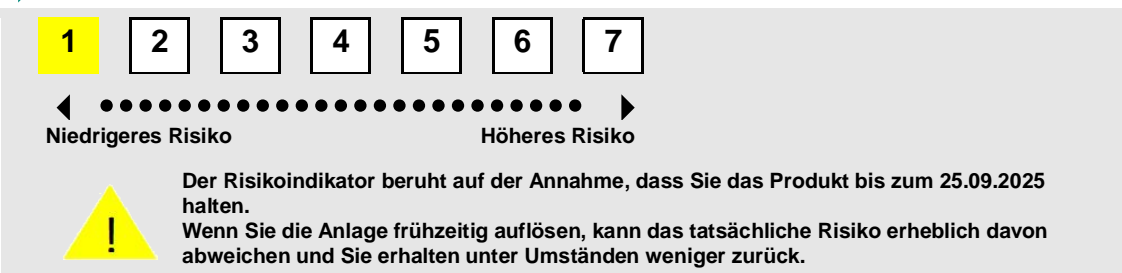 1 2 3 4 5 6 7
Niedrigeres Risiko Höheres Risiko
Der Risikoindikator beruht auf der Annahme, dass Sie das Produkt bis zum 25.09.2025
halten.
Wenn Sie die Anlage frühzeitig auflösen, kann das tatsächliche Risiko erheblich davon
abweichen und Sie erhalten unter Umständen weniger zurück.
!